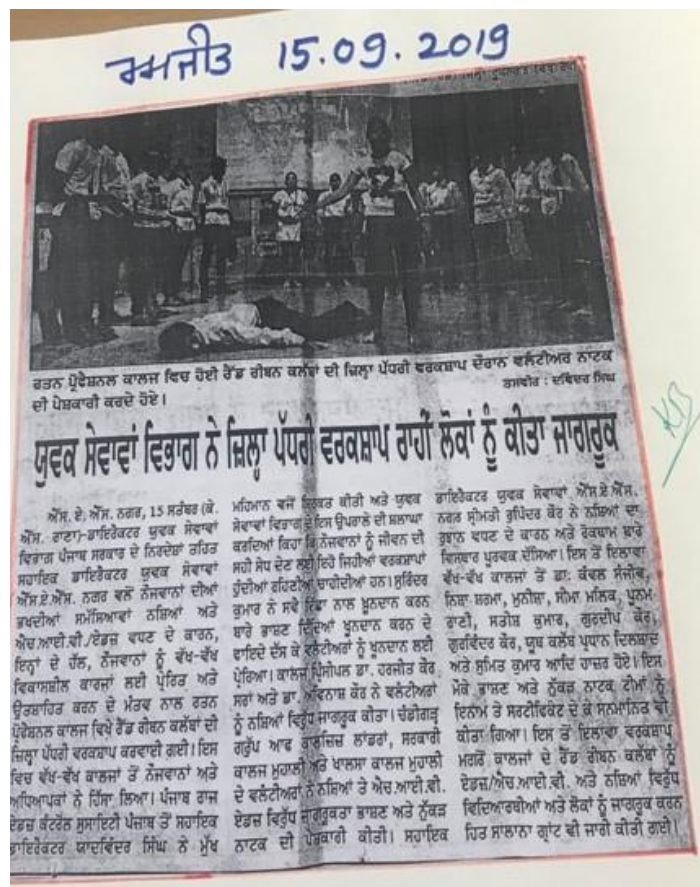 ਰਮਜੀਤ 15.09.2019
ਰਤਨ ਪ੍ਰੋਫੈਸ਼ਨਲ ਕਾਲਜ ਵਿਚ ਹੋਈ ਰੈੱਡ ਰੀਬਨ ਕਲੱਬਾਂ ਦੀ ਜ਼ਿਲ੍ਹਾ ਪੱਧਰੀ ਵਰਕਸ਼ਾਪ ਦੌਰਾਨ ਵਲੰਟੀਅਰ ਨਾਟਕ
ਦੀ ਪੇਸ਼ਕਾਰੀ ਕਰਦੇ ਹੋਏ।
ਤਸਵੀਰ : ਦਵਿੰਦਰ ਸਿੰਘ
ਯੁਵਕ ਸੇਵਾਵਾਂ ਵਿਭਾਗ ਨੇ ਜ਼ਿਲ੍ਹਾ ਪੱਧਰੀ ਵਰਕਸ਼ਾਪ ਰਾਹੀਂ ਲੋਕਾਂ ਨੂੰ ਕੀਤਾ ਜਾਗਰੂਕ
ਐੱਸ. ਏ. ਐੱਸ. ਨਗਰ, 15 ਸਤੰਬਰ (ਕੇ.
ਐੱਸ. ਰਾਣਾ)-ਡਾਇਰੈਕਟਰ ਯੁਵਕ ਸੇਵਾਵਾਂ
ਵਿਭਾਗ ਪੰਜਾਬ ਸਰਕਾਰ ਦੇ ਨਿਰਦੇਸ਼ਾਂ ਤਹਿਤ
ਸਹਾਇਕ ਡਾਇਰੈਕਟਰ ਯੁਵਕ ਸੇਵਾਵਾਂ
ਐੱਸ.ਏ.ਐੱਸ. ਨਗਰ ਵਲੋਂ ਨੌਜਵਾਨਾਂ ਦੀਆਂ
ਭਖਦੀਆਂ ਸਮੱਸਿਆਵਾਂ ਨਸ਼ਿਆਂ ਅਤੇ
ਐਚ.ਆਈ.ਵੀ./ਏਡਜ਼ ਵਧਣ ਦੇ ਕਾਰਨ,
ਇਨ੍ਹਾਂ ਦੇ ਹੱਲ, ਨੌਜਵਾਨਾਂ ਨੂੰ ਵੱਖ-ਵੱਖ
ਵਿਕਾਸਸ਼ੀਲ ਕਾਰਜਾਂ ਲਈ ਪ੍ਰੇਰਿਤ ਅਤੇ
ਉਤਸ਼ਾਹਿਤ ਕਰਨ ਦੇ ਮੰਤਵ ਨਾਲ ਰਤਨ
ਪ੍ਰੋਫੈਸ਼ਨਲ ਕਾਲਜ ਵਿਖੇ ਰੈੱਡ ਰੀਬਨ ਕਲੱਬਾਂ ਦੀ
ਜ਼ਿਲ੍ਹਾ ਪੱਧਰੀ ਵਰਕਸ਼ਾਪ ਕਰਵਾਈ ਗਈ। ਇਸ
ਵਿਚ ਵੱਖ-ਵੱਖ ਕਾਲਜਾਂ ਤੋਂ ਨੌਜਵਾਨਾਂ ਅਤੇ
ਅਧਿਆਪਕਾਂ ਨੇ ਹਿੱਸਾ ਲਿਆ। ਪੰਜਾਬ ਰਾਜ
ਏਡਜ਼ ਕੰਟਰੋਲ ਸੁਸਾਇਟੀ ਪੰਜਾਬ ਤੋਂ ਸਹਾਇਕ
ਡਾਇਰੈਕਟਰ ਯਾਦਵਿੰਦਰ ਸਿੰਘ ਨੇ ਮੁੱਖ
ਮਹਿਮਾਨ ਵਜੋਂ ਸ਼ਿਰਕਤ ਕੀਤੀ ਅਤੇ ਯੁਵਕ
ਸੇਵਾਵਾਂ ਵਿਭਾਗ ਦੇ ਇਸ ਉਪਰਾਲੇ ਦੀ ਸ਼ਲਾਘਾ
ਕਰਦਿਆਂ ਕਿਹਾ ਕਿ ਨੌਜਵਾਨਾਂ ਨੂੰ ਜੀਵਨ ਦੀ
ਸਹੀ ਸੇਧ ਦੇਣ ਲਈ ਇਹੋ ਜਿਹੀਆਂ ਵਰਕਸ਼ਾਪਾਂ
ਹੁੰਦੀਆਂ ਰਹਿਣੀਆਂ ਚਾਹੀਦੀਆਂ ਹਨ। ਸੁਰਿੰਦਰ
ਕੁਮਾਰ ਨੇ ਸਵੈ ਇੱਛਾ ਨਾਲ ਖ਼ੂਨਦਾਨ ਕਰਨ
ਬਾਰੇ ਭਾਸ਼ਣ ਦਿੰਦਿਆਂ ਖ਼ੂਨਦਾਨ ਕਰਨ ਦੇ
ਫਾਇਦੇ ਦੱਸ ਕੇ ਵਲੰਟੀਅਰਾਂ ਨੂੰ ਖ਼ੂਨਦਾਨ ਲਈ
ਪ੍ਰੇਰਿਆ। ਕਾਲਜ ਪ੍ਰਿੰਸੀਪਲ ਡਾ. ਹਰਜੀਤ ਕੌਰ
ਸਰਾਂ ਅਤੇ ਡਾ. ਅਵਿਨਾਸ਼ ਕੌਰ ਨੇ ਵਲੰਟੀਅਰਾਂ
ਨੂੰ ਨਸ਼ਿਆਂ ਵਿਰੁੱਧ ਜਾਗਰੂਕ ਕੀਤਾ। ਚੰਡੀਗੜ੍ਹ
ਗਰੁੱਪ ਆਫ ਕਾਲਜਿਜ਼ ਲਾਂਡਰਾਂ, ਸਰਕਾਰੀ
ਕਾਲਜ ਮੁਹਾਲੀ ਅਤੇ ਖ਼ਾਲਸਾ ਕਾਲਜ ਮੁਹਾਲੀ
ਦੇ ਵਲੰਟੀਅਰਾਂ ਨੇ ਨਸ਼ਿਆਂ ਤੇ ਐਚ.ਆਈ.ਵੀ.
ਏਡਜ਼ ਵਿਰੁੱਧ ਜਾਗਰੂਕਤਾ ਭਾਸ਼ਣ ਅਤੇ ਨੁੱਕੜ
ਨਾਟਕ ਦੀ ਪੇਸ਼ਕਾਰੀ ਕੀਤੀ। ਸਹਾਇਕ
ਡਾਇਰੈਕਟਰ ਯੁਵਕ ਸੇਵਾਵਾਂ ਐੱਸ.ਏ.ਐੱਸ.
ਨਗਰ ਸ੍ਰੀਮਤੀ ਰੁਪਿੰਦਰ ਕੌਰ ਨੇ ਨਸ਼ਿਆਂ ਦਾ
ਰੁਝਾਨ ਵਧਣ ਦੇ ਕਾਰਨ ਅਤੇ ਰੋਕਥਾਮ ਬਾਰੇ
ਵਿਸਥਾਰ ਪੂਰਵਕ ਦੱਸਿਆ। ਇਸ ਤੋਂ ਇਲਾਵਾ
ਵੱਖ-ਵੱਖ ਕਾਲਜਾਂ ਤੋਂ ਡਾ: ਕੰਵਲ ਸੰਜੀਵ,
ਨਿਸ਼ਾ ਸ਼ਰਮਾ, ਮੁਨੀਸ਼ਾ, ਸੀਮਾ ਮਲਿਕ, ਪੂਨਮ
ਰਾਣੀ, ਸਤੀਸ਼ ਕੁਮਾਰ, ਗੁਰਦੀਪ ਕੌਰ,
ਗੁਰਵਿੰਦਰ ਕੌਰ, ਯੂਥ ਕਲੱਬ ਪ੍ਰਧਾਨ ਦਿਲਸ਼ਾਦ
ਅਤੇ ਸੁਮਿਤ ਕੁਮਾਰ ਆਦਿ ਹਾਜ਼ਰ ਹੋਏ। ਇਸ
ਮੌਕੇ ਭਾਸ਼ਣ ਅਤੇ ਨੁੱਕੜ ਨਾਟਕ ਟੀਮਾਂ ਨੂੰ
ਇਨਾਮ ਤੇ ਸਰਟੀਫਿਕੇਟ ਦੇ ਕੇ ਸਨਮਾਨਿਤ ਵੀ
ਕੀਤਾ ਗਿਆ। ਇਸ ਤੋਂ ਇਲਾਵਾ ਵਰਕਸ਼ਾਪ
ਮਗਰੋਂ ਕਾਲਜਾਂ ਦੇ ਰੈੱਡ ਰੀਬਨ ਕਲੱਬਾਂ ਨੂੰ
ਏਡਜ਼/ਐਚ.ਆਈ.ਵੀ. ਅਤੇ ਨਸ਼ਿਆਂ ਵਿਰੁੱਧ
ਵਿਦਿਆਰਥੀਆਂ ਅਤੇ ਲੋਕਾਂ ਨੂੰ ਜਾਗਰੂਕ ਕਰਨ
ਹਿਤ ਸਾਲਾਨਾ ਗ੍ਰਾਂਟ ਵੀ ਜਾਰੀ ਕੀਤੀ ਗਈ।